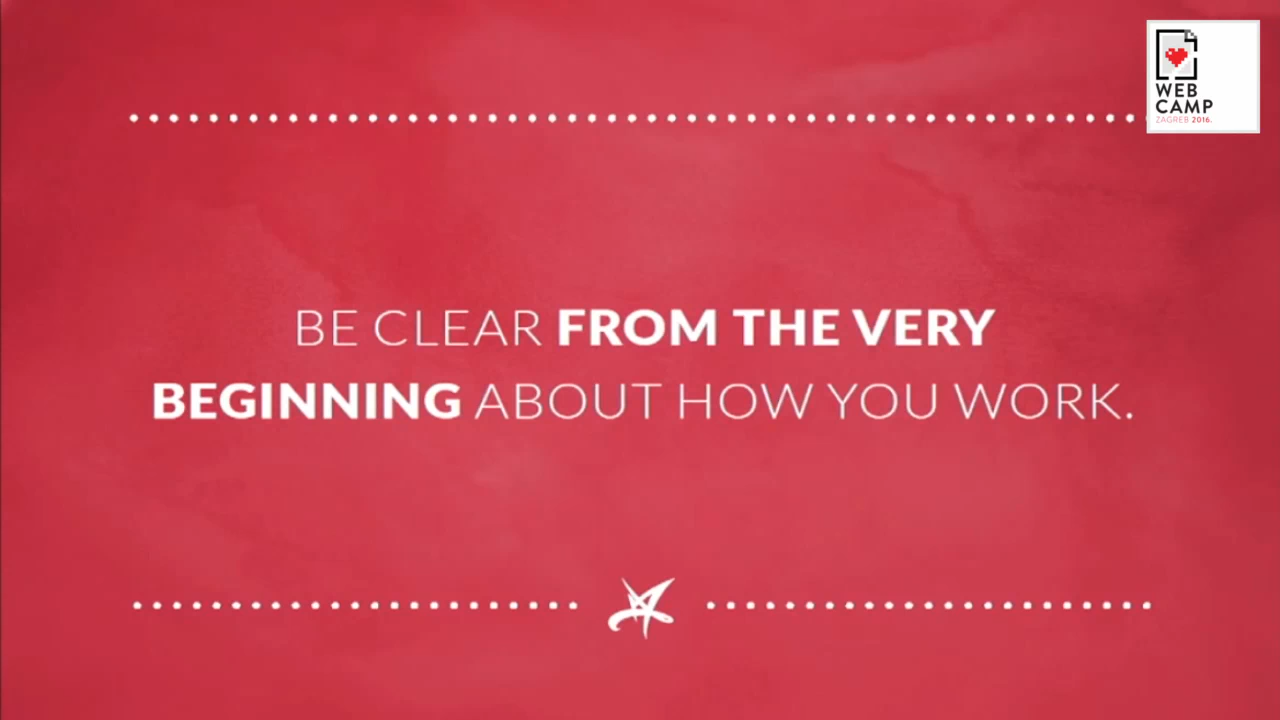 WEB
CAMP
ZAGREB 2016.
BE CLEAR FROM THE VERY
BEGINNING ABOUT HOW YOU WORK.